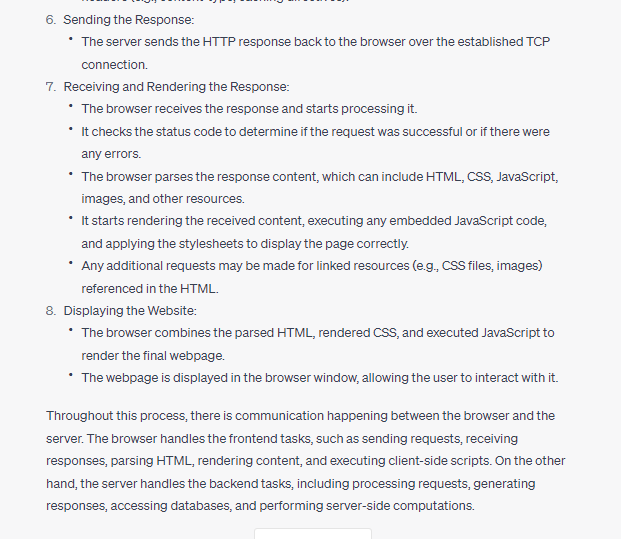 6. Sending the Response:
• The server sends the HTTP response back to the browser over the established TCP
connection.
7. Receiving and Rendering the Response:
• The browser receives the response and starts processing it.
• It checks the status code to determine if the request was successful or if there were
any errors.
• The browser parses the response content, which can include HTML, CSS, JavaScript,
images, and other resources.
• It starts rendering the received content, executing any embedded JavaScript code,
and applying the stylesheets to display the page correctly.
• Any additional requests may be made for linked resources (e.g., CSS files, images)
referenced in the HTML.
8. Displaying the Website:
• The browser combines the parsed HTML, rendered CSS, and executed JavaScript to
render the final webpage.
• The webpage is displayed in the browser window, allowing the user to interact with it.
Throughout this process, there is communication happening between the browser and the
server. The browser handles the frontend tasks, such as sending requests, receiving
responses, parsing HTML, rendering content, and executing client-side scripts. On the other
hand, the server handles the backend tasks, including processing requests, generating
responses, accessing databases, and performing server-side computations.